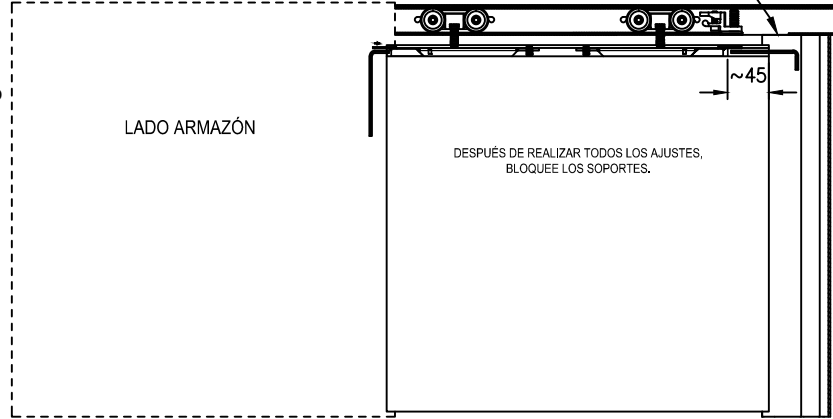 ~45
LADO ARMAZÓN
DESPUÉS DE REALIZAR TODOS LOS AJUSTES,
BLOQUEE LOS SOPORTES.